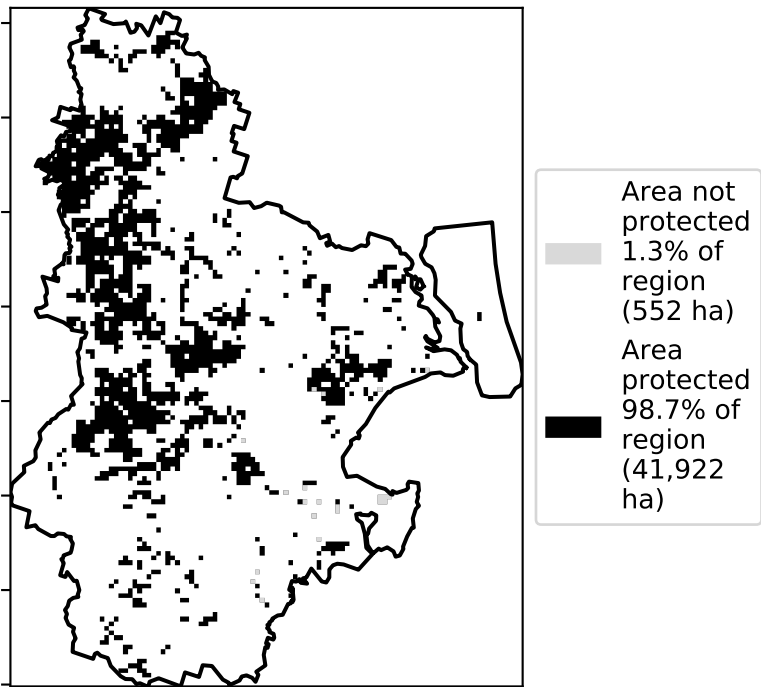 Area not
protected
1.3% of
region
(552 ha)
Area
protected
98.7% of
region
(41,922
ha)